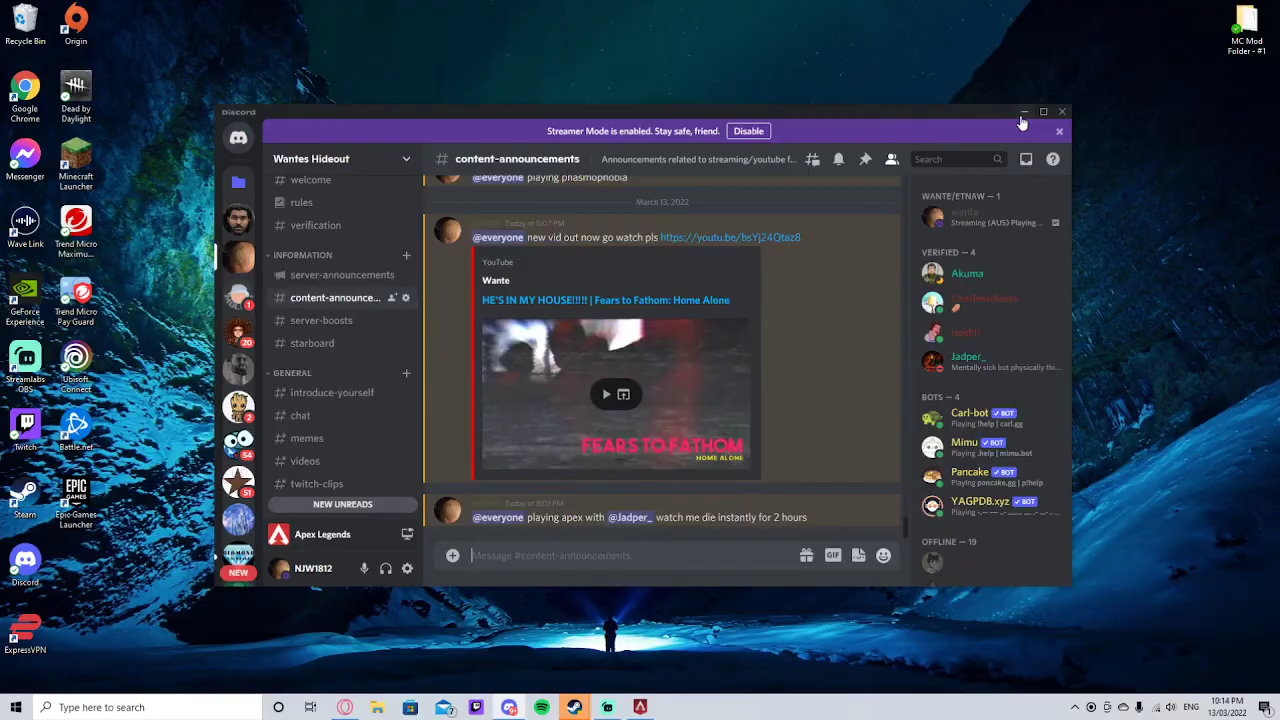 Recycle Bin
Origin
Google Chrome
Dead by Daylight
Messenger
Minecraft Launcher
Wave Link
Trend Micro Maxi...
GeForce Experience
Trend Micro Pay Guard
Streamlabs OBS
Ubisoft Connect
Twitch
Battle.net
Steam
Epic Games Launcher
Discord
ExpressVPN
MC Mod Folder - #1
Discord
Streamer Mode is enabled. Stay safe, friend.
Disable
Wantes Hideout
content-announcements
Announcements related to streaming/youtube f...
Search
welcome
rules
verification
INFORMATION
server-announcements
content-announce...
server-boosts
starboard
GENERAL
introduce-yourself
chat
memes
videos
twitch-clips
NEW UNREADS
Apex Legends
NJW1812
1
20
2
54
51
NEW
@everyone playing phasmophobia
March 13, 2022
Today at 5:07 PM
@everyone new vid out now go watch pls https://youtu.be/bsYj24Qtaz8
YouTube
Wante
HE'S IN MY HOUSE!!!!! | Fears to Fathom: Home Alone
FEARS TO FATHOM
HOME ALONE
Today at 8:01 PM
@everyone playing apex with @Jadper_ watch me die instantly for 2 hours
Message #content-announcements
GIF
WANTE/ETNAW — 1
wante
Streaming (AUS) Playing ...
VERIFIED — 4
Akuma
Jadper_
Mentally sick but physically thi...
BOTS — 4
Carl-bot ✓ BOT
Playing !help | carl.gg
Mimu ✓ BOT
Playing .help | mimu.bot
Pancake ✓ BOT
Playing pancake.gg | p!help
YAGPDB.xyz ✓ BOT
OFFLINE — 19
Type here to search
ENG
10:14 PM
13/03/2022